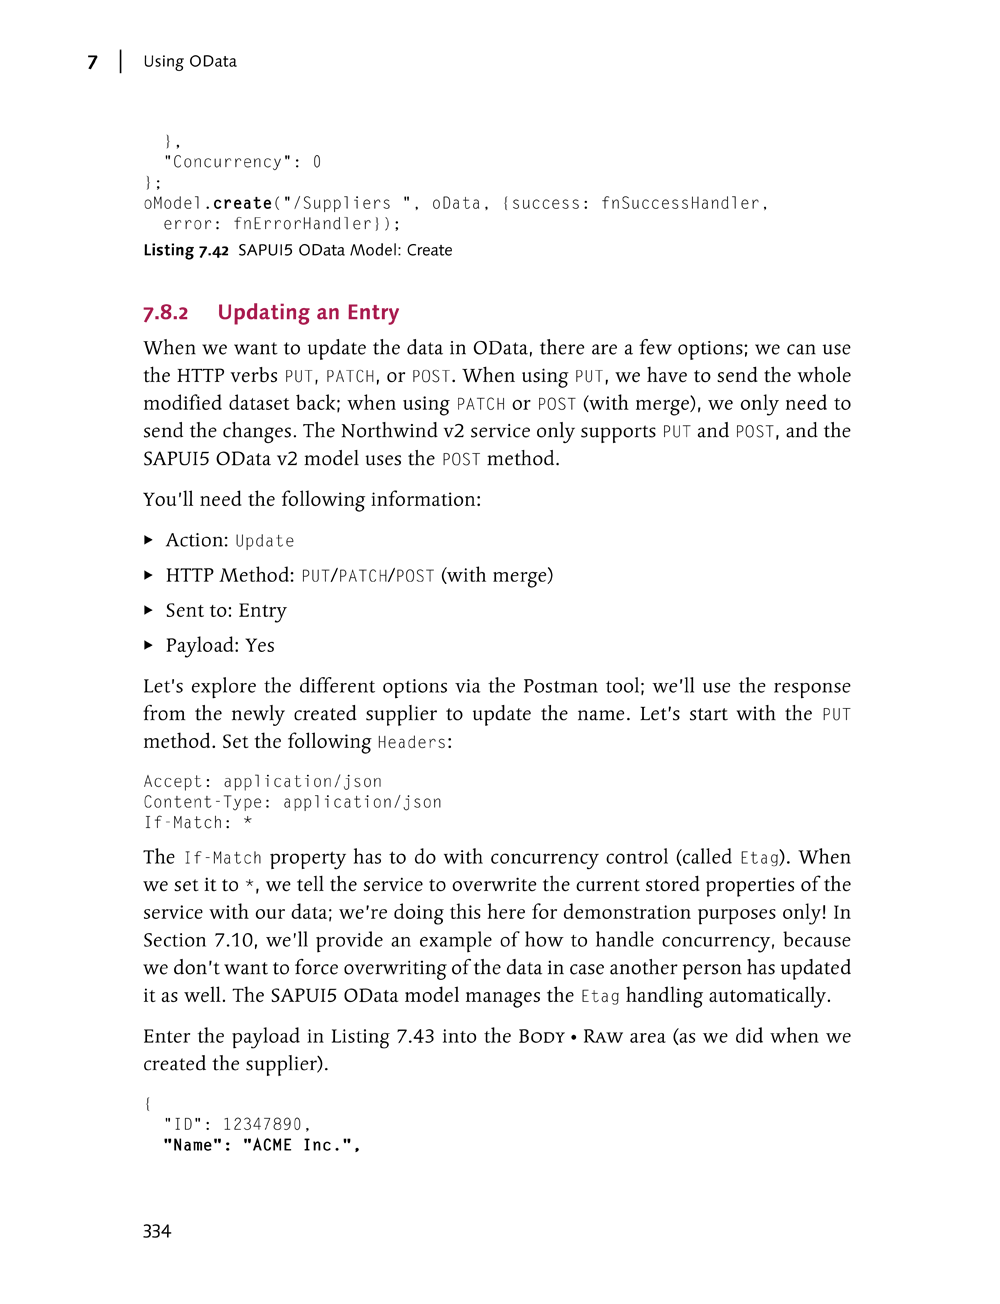 7 | Using OData
},
"Concurrency": 0
};
oModel.create("/Suppliers ", oData, {success: fnSuccessHandler,
error: fnErrorHandler});
Listing 7.42 SAPUI5 OData Model: Create
7.8.2 Updating an Entry
When we want to update the data in OData, there are a few options; we can use
the HTTP verbs PUT, PATCH, or POST. When using PUT, we have to send the whole
modified dataset back; when using PATCH or POST (with merge), we only need to
send the changes. The Northwind v2 service only supports PUT and POST, and the
SAPUI5 OData v2 model uses the POST method.
You'll need the following information:
▶ Action: Update
▶ HTTP Method: PUT/PATCH/POST (with merge)
▶ Sent to: Entry
▶ Payload: Yes
Let's explore the different options via the Postman tool; we'll use the response
from the newly created supplier to update the name. Let's start with the PUT
method. Set the following Headers:
Accept: application/json
Content-Type: application/json
If-Match: *
The If-Match property has to do with concurrency control (called Etag). When
we set it to *, we tell the service to overwrite the current stored properties of the
service with our data; we're doing this here for demonstration purposes only! In
Section 7.10, we'll provide an example of how to handle concurrency, because
we don't want to force overwriting of the data in case another person has updated
it as well. The SAPUI5 OData model manages the Etag handling automatically.
Enter the payload in Listing 7.43 into the BODY • RAW area (as we did when we
created the supplier).
{
"ID": 12347890,
"Name": "ACME Inc.",
334